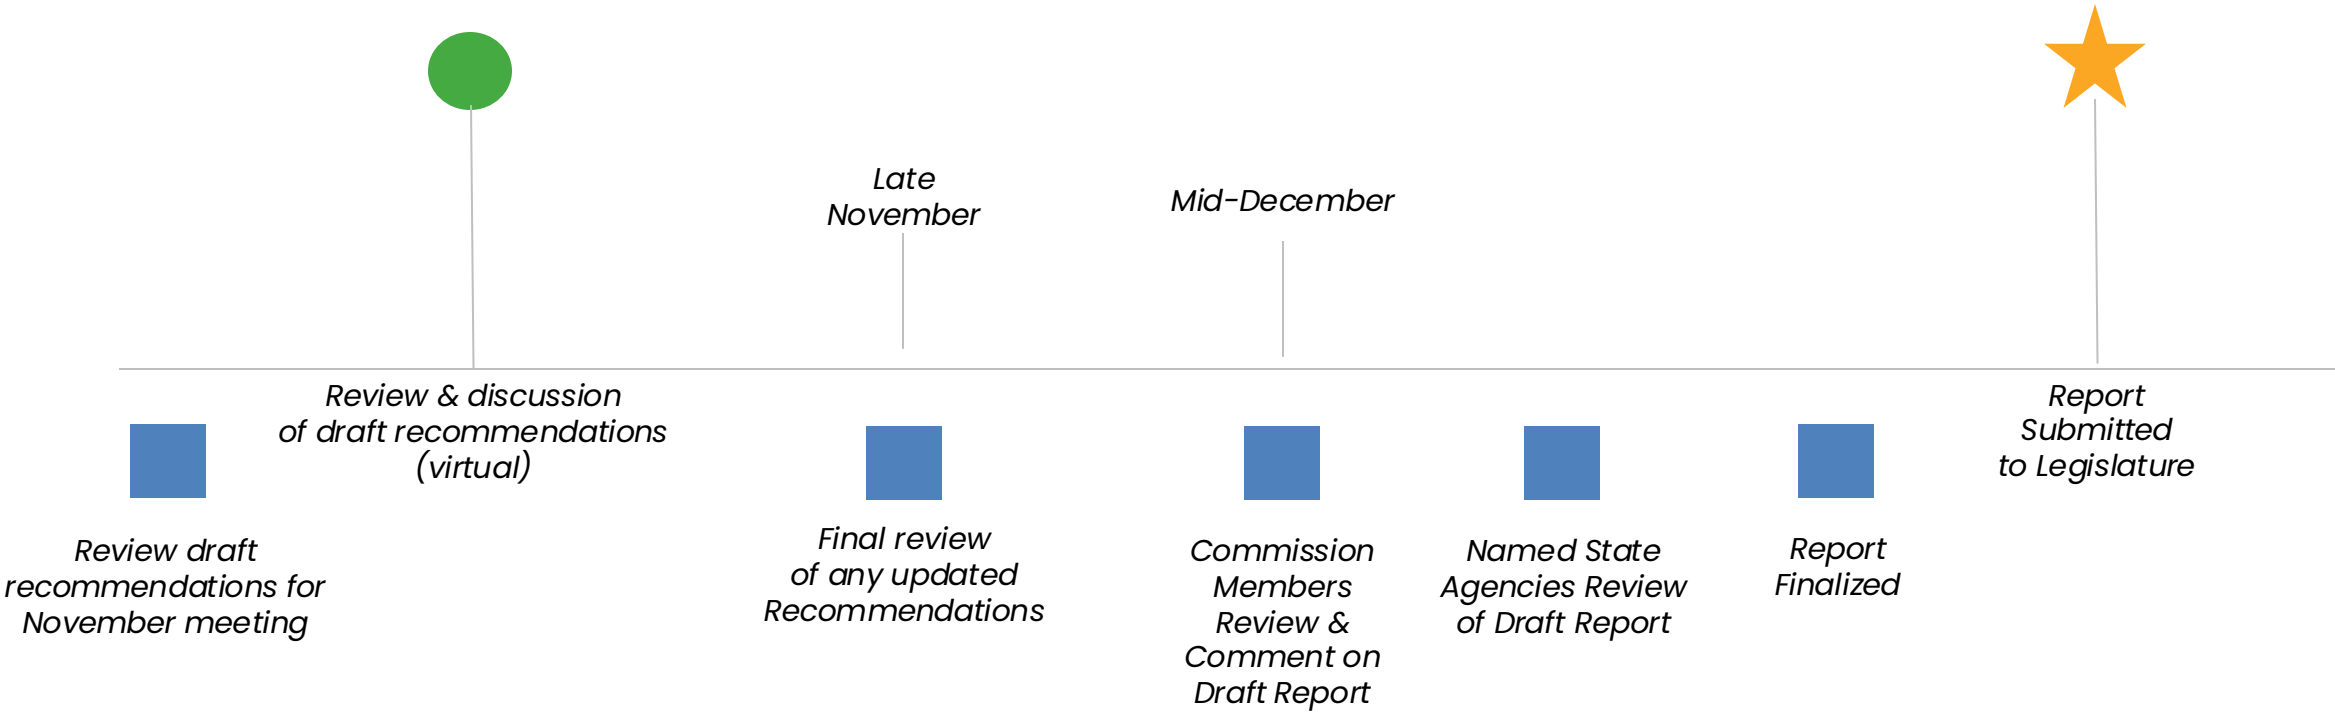 Late
November
Mid-December
Review & discussion
of draft recommendations
(virtual)
Report
Submitted
to Legislature
Review draft
recommendations for
November meeting
Final review
of any updated
Recommendations
Commission
Members
Review &
Comment on
Draft Report
Named State
Agencies Review
of Draft Report
Report
Finalized